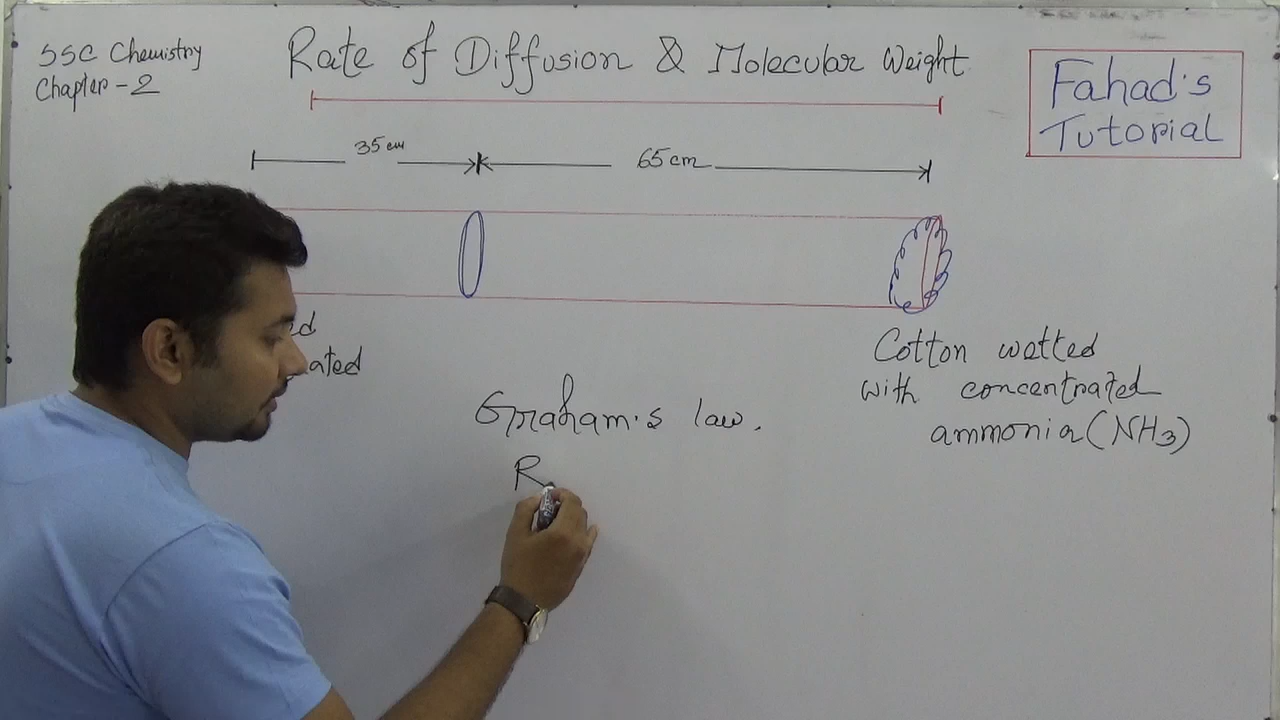 SSC Chemistry
Chapter - 2
Rate of Diffusion & Molecular Weight
Fahad's
Tutorial
35 cm
65 cm
Cotton wetted
with concentrated
ammonia (NH3)
Graham's law.
R